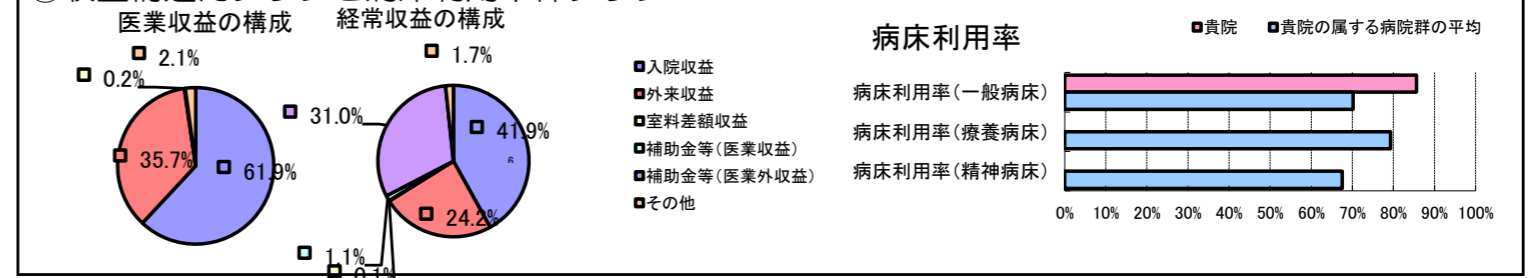 医業収益の構成
経常収益の構成
2.1%
0.2%
35.7%
61.9%
1.7%
31.0%
41.9%
6
24.2%
1.1%
0.1%
入院収益
外来収益
室料差額収益
補助金等(医業収益)
補助金等(医業外収益)
その他
病床利用率
貴院
貴院の属する病院群の平均
病床利用率(一般病床)
病床利用率(療養病床)
病床利用率(精神病床)
0% 10% 20% 30% 40% 50% 60% 70% 80% 90% 100%